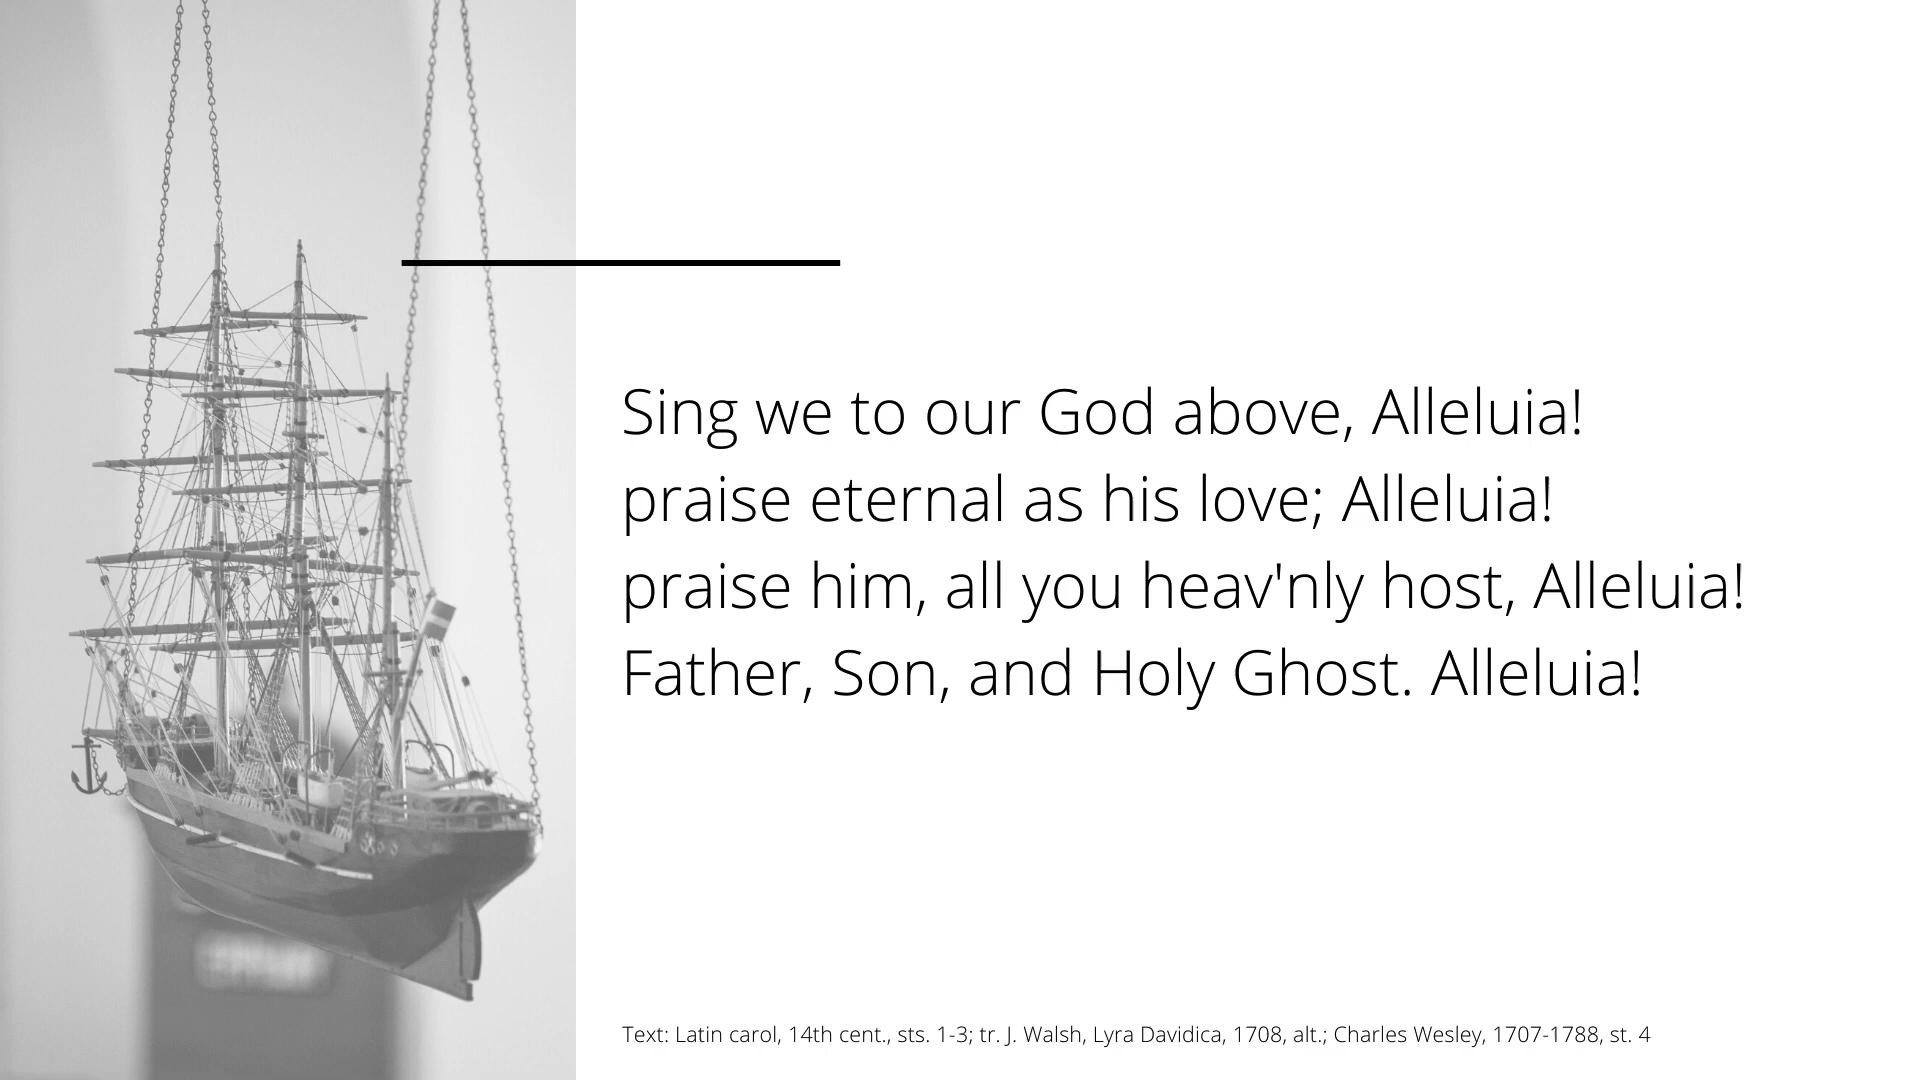 Sing we to our God above, Alleluia!
praise eternal as his love; Alleluia!
praise him, all you heav'nly host, Alleluia!
Father, Son, and Holy Ghost. Alleluia!
Text: Latin carol, 14th cent., sts. 1-3; tr. J. Walsh, Lyra Davidica, 1708, alt.; Charles Wesley, 1707-1788, st. 4